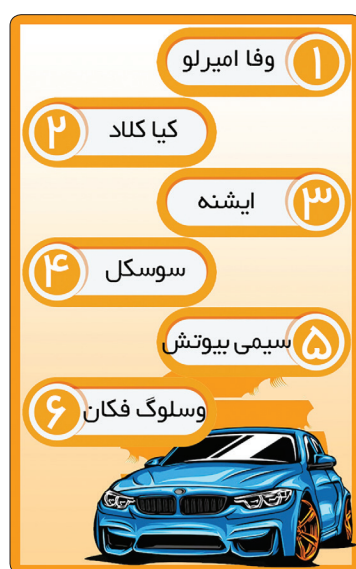 ۱ وفا امیرلو
۲ کیا کلاد
۳ ایشنه
۴ سوسکل
۵ سیمی بیوتش
۶ وسلوگ فکان